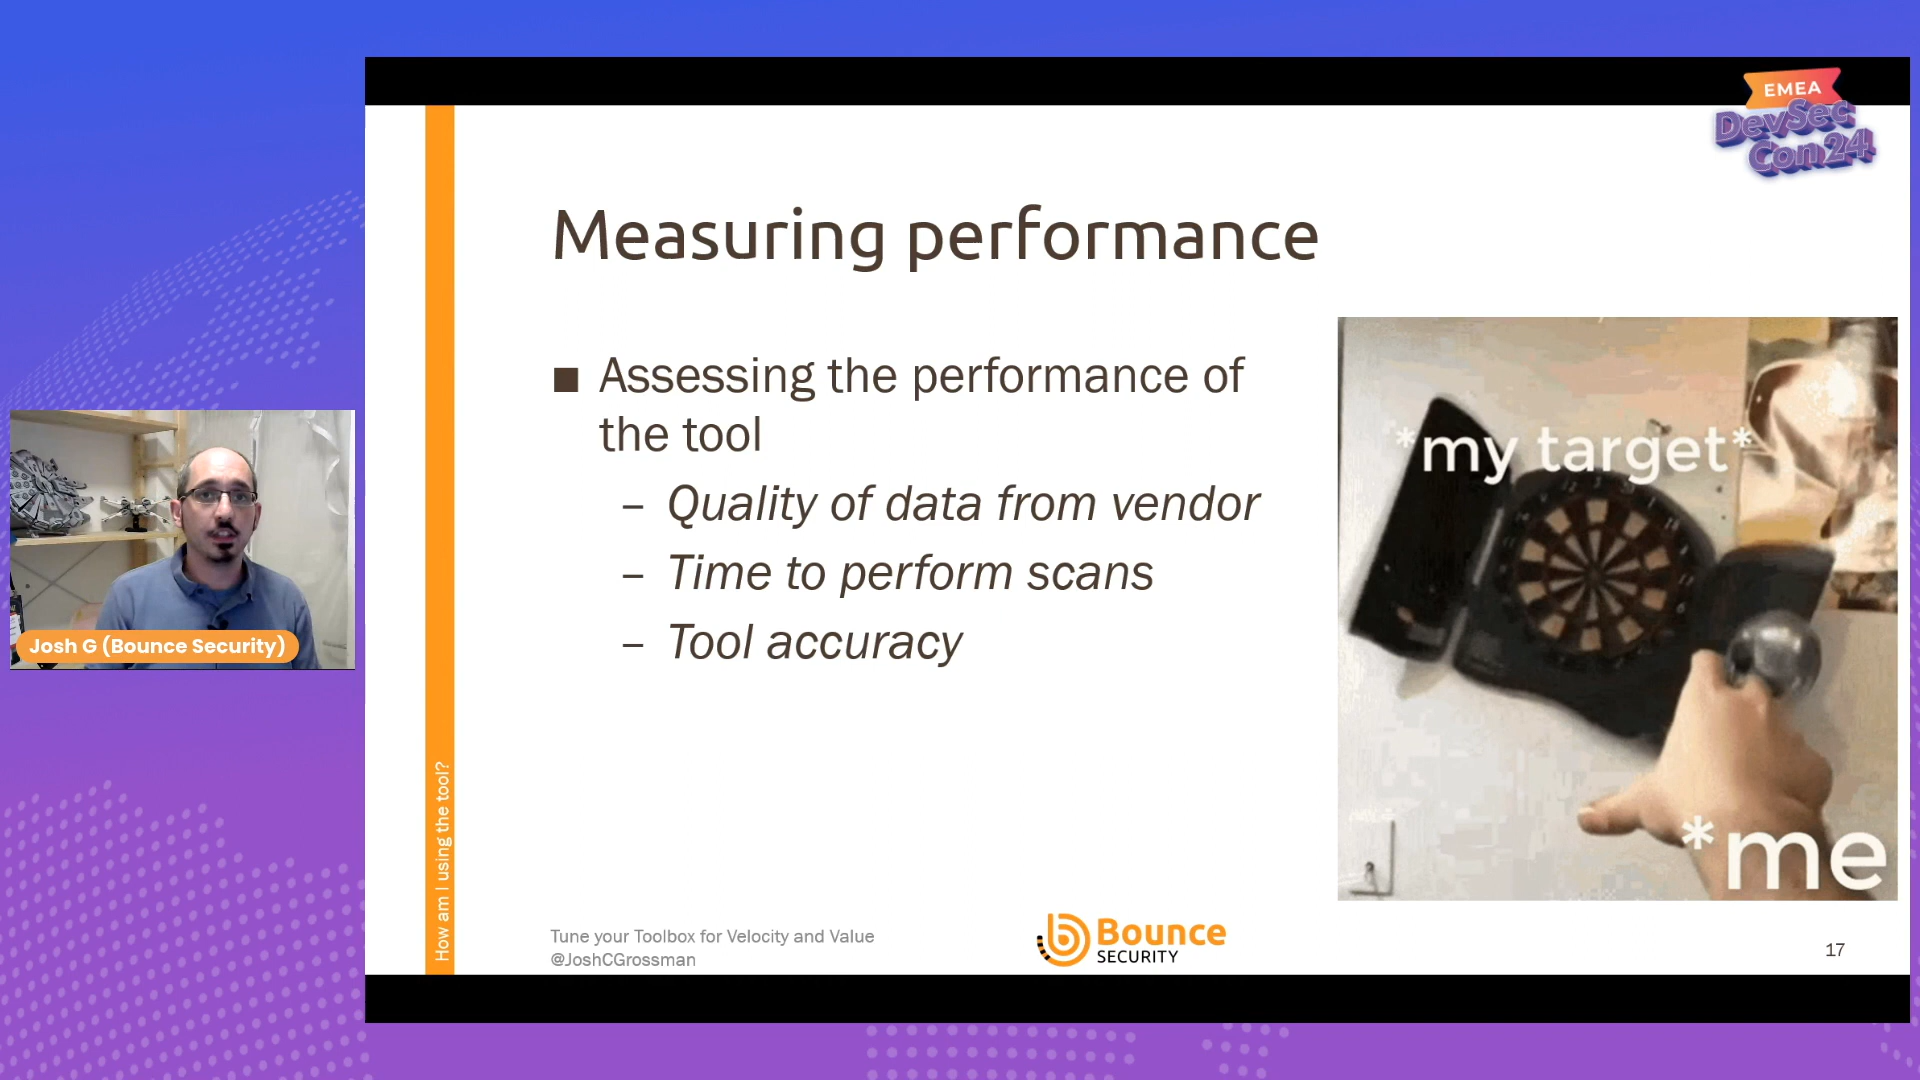 EMEA
DevSec
Con24
Measuring performance
■ Assessing the performance of
the tool
– Quality of data from vendor
– Time to perform scans
– Tool accuracy
*my target*
*me
Josh G (Bounce Security)
How am I using the tool?
Tune your Toolbox for Velocity and Value
@JoshCGrossman
Bounce
SECURITY
17